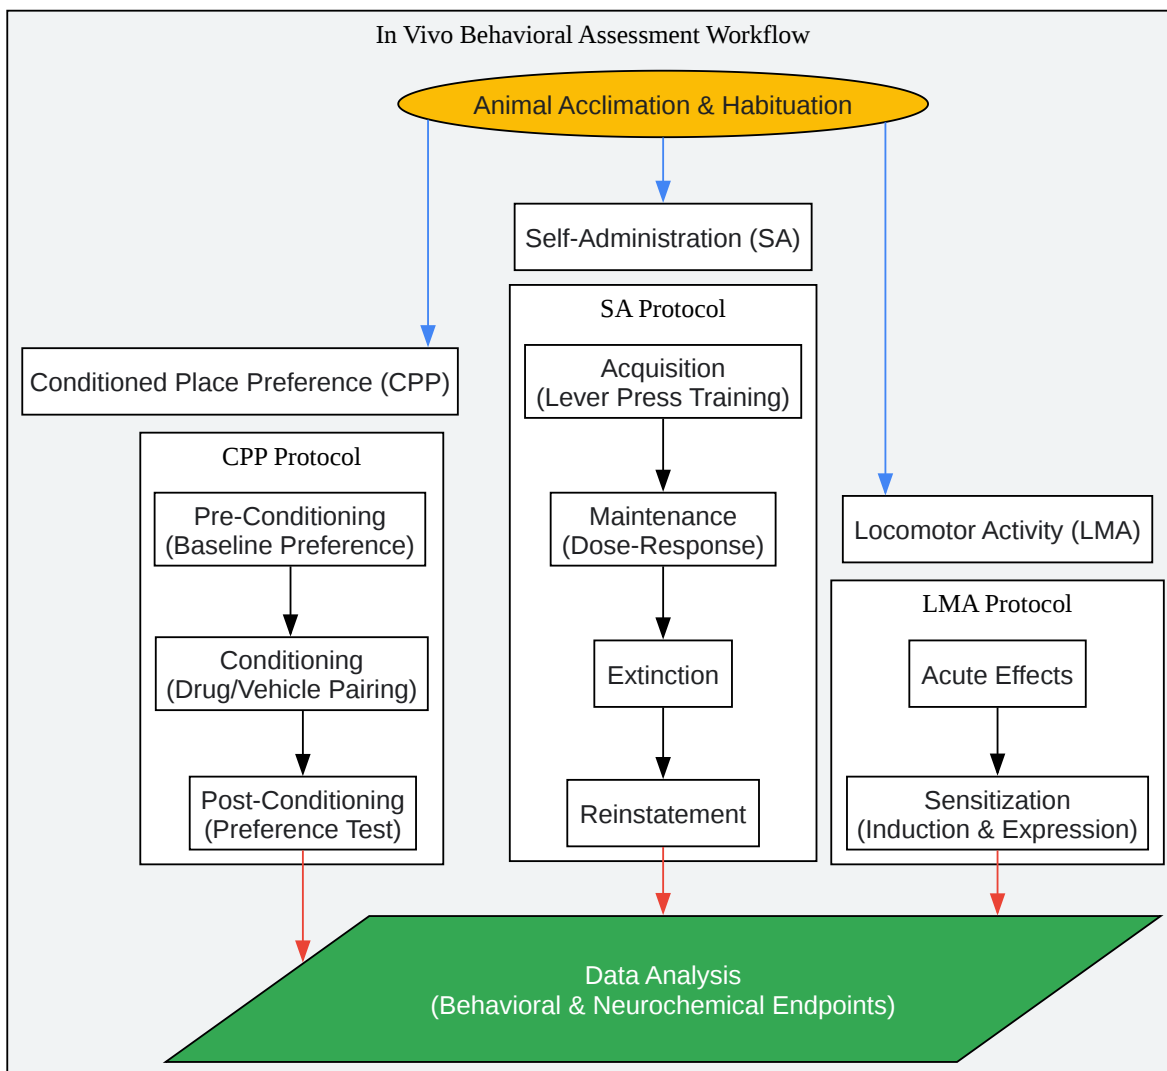 In Vivo Behavioral Assessment Workflow
Animal Acclimation & Habituation
Self-Administration (SA)
SA Protocol
Acquisition
(Lever Press Training)
Maintenance
(Dose-Response)
Extinction
Reinstatement
Conditioned Place Preference (CPP)
CPP Protocol
Pre-Conditioning
(Baseline Preference)
Conditioning
(Drug/Vehicle Pairing)
Post-Conditioning
(Preference Test)
Locomotor Activity (LMA)
LMA Protocol
Acute Effects
Sensitization
(Induction & Expression)
Data Analysis
(Behavioral & Neurochemical Endpoints)